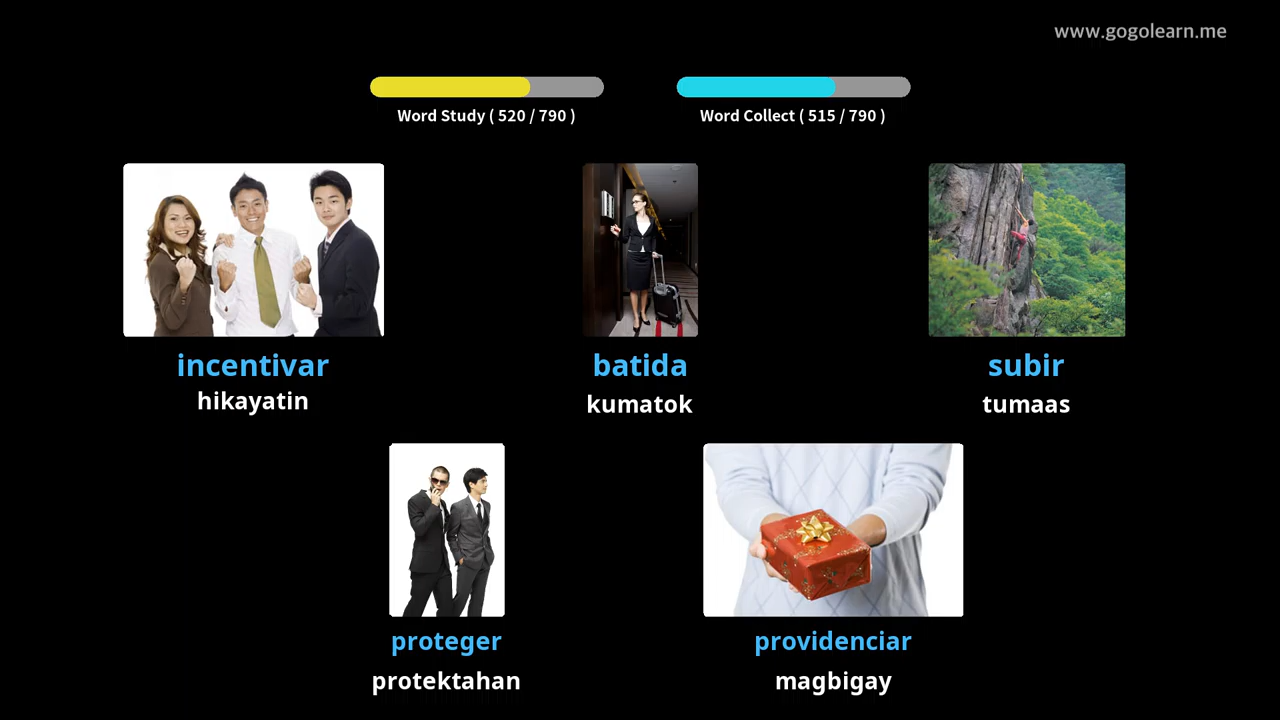 www.gogolearn.me
Word Study ( 520 / 790 )
Word Collect ( 515 / 790 )
incentivar
hikayatin
batida
kumatok
subir
tumaas
proteger
protektahan
providenciar
magbigay